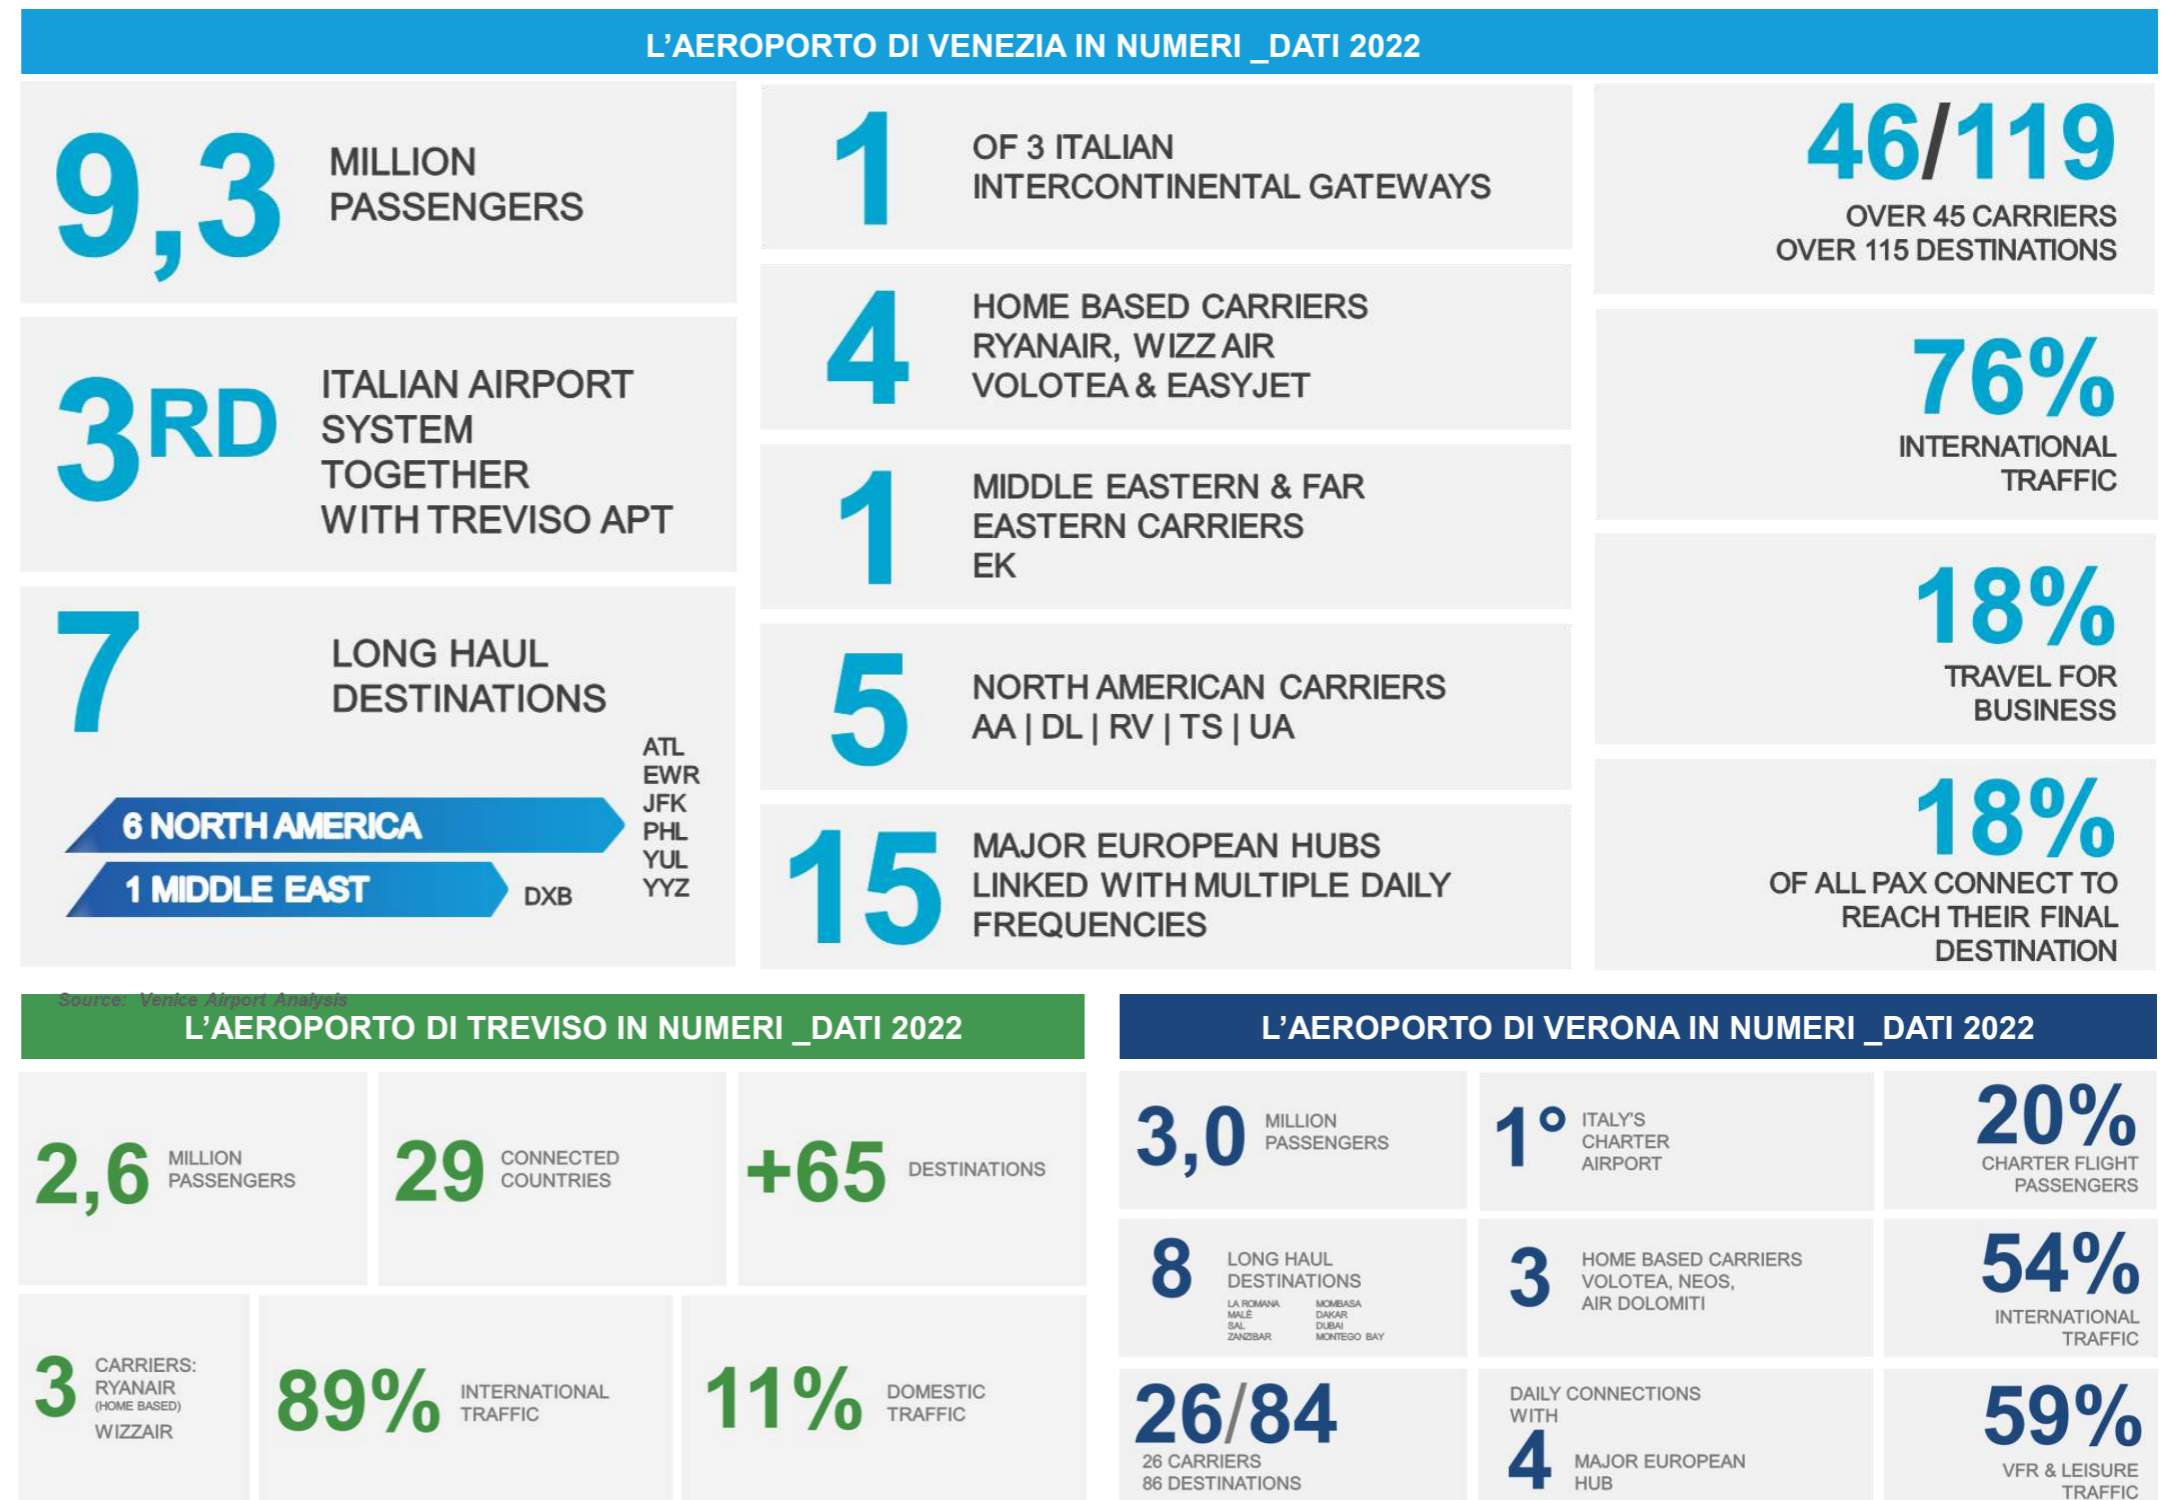 L'AEROPORTO DI VENEZIA IN NUMERI _DATI 2022
9,3
MILLION
PASSENGERS
3RD
ITALIAN AIRPORT
SYSTEM
TOGETHER
WITH TREVISO APT
7
LONG HAUL
DESTINATIONS
6 NORTH AMERICA
ATL
EWR
JFK
PHL
YUL
YYZ
1 MIDDLE EAST
DXB
1
OF 3 ITALIAN
INTERCONTINENTAL GATEWAYS
4
HOME BASED CARRIERS
RYANAIR, WIZZ AIR
VOLOTEA & EASYJET
1
MIDDLE EASTERN & FAR
EASTERN CARRIERS
EK
5
NORTH AMERICAN CARRIERS
AA | DL | RV | TS | UA
15
MAJOR EUROPEAN HUBS
LINKED WITH MULTIPLE DAILY
FREQUENCIES
46/119
OVER 45 CARRIERS
OVER 115 DESTINATIONS
76%
INTERNATIONAL
TRAFFIC
18%
TRAVEL FOR
BUSINESS
18%
OF ALL PAX CONNECT TO
REACH THEIR FINAL
DESTINATION
Source: Venice Airport Analysis
L'AEROPORTO DI TREVISO IN NUMERI _DATI 2022
2,6
MILLION
PASSENGERS
29
CONNECTED
COUNTRIES
+65
DESTINATIONS
3
CARRIERS:
RYANAIR
(HOME BASED)
WIZZAIR
89%
INTERNATIONAL
TRAFFIC
11%
DOMESTIC
TRAFFIC
L'AEROPORTO DI VERONA IN NUMERI _DATI 2022
3,0
MILLION
PASSENGERS
1°
ITALY'S
CHARTER
AIRPORT
20%
CHARTER FLIGHT
PASSENGERS
8
LONG HAUL
DESTINATIONS
LA ROMANA
MALÈ
SAL
ZANZIBAR
MOMBASA
DAKAR
DUBAI
MONTEGO BAY
3
HOME BASED CARRIERS
VOLOTEA, NEOS,
AIR DOLOMITI
54%
INTERNATIONAL
TRAFFIC
26/84
26 CARRIERS
86 DESTINATIONS
DAILY CONNECTIONS
WITH
4
MAJOR EUROPEAN
HUB
59%
VFR & LEISURE
TRAFFIC